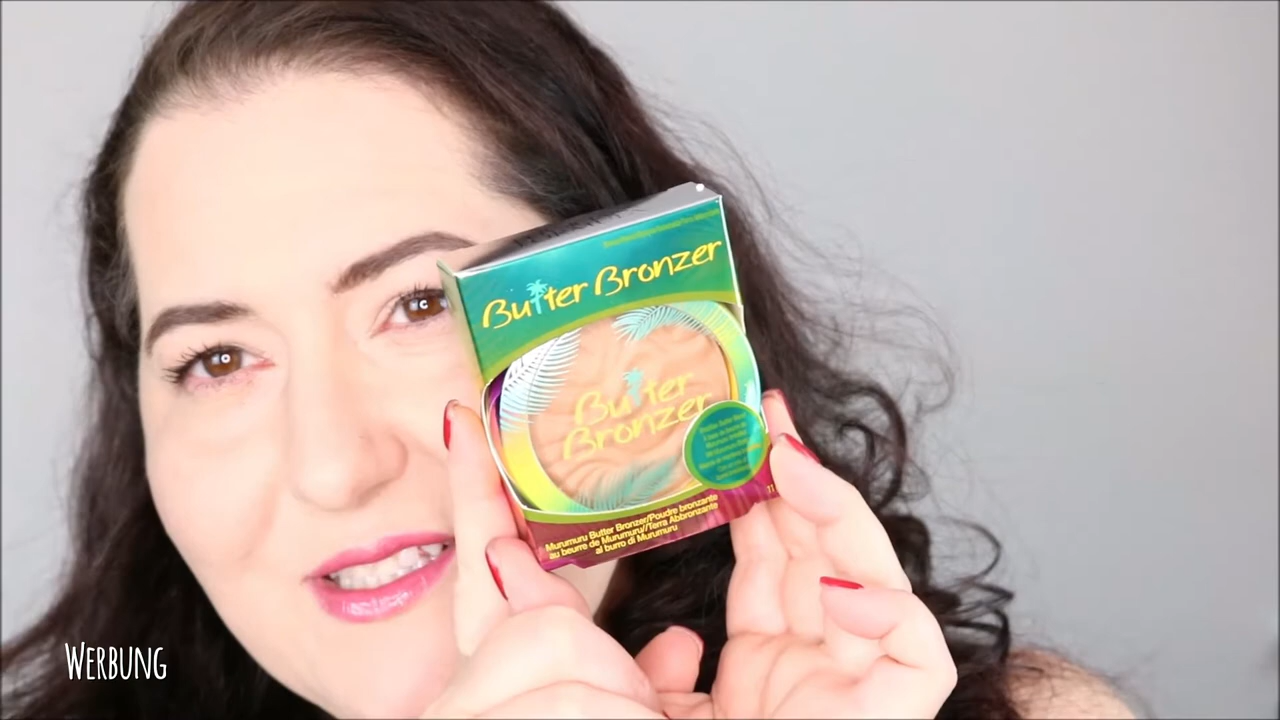 Butter Bronzer
Butter
Bronzer
Murumuru Butter Bronzer/Poudre bronzante
au beurre de Murumuru//Terra Abbronzante
al burro di Murumuru
WERBUNG